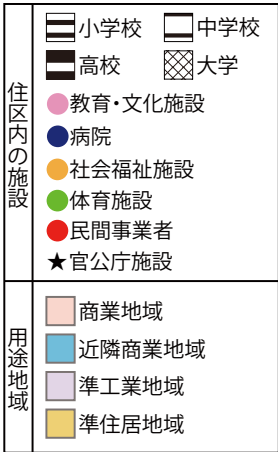 住区内の施設
小学校 中学校
高校 大学
教育・文化施設
病院
社会福祉施設
体育施設
民間事業者
★官公庁施設
用途地域
商業地域
近隣商業地域
準工業地域
準住居地域